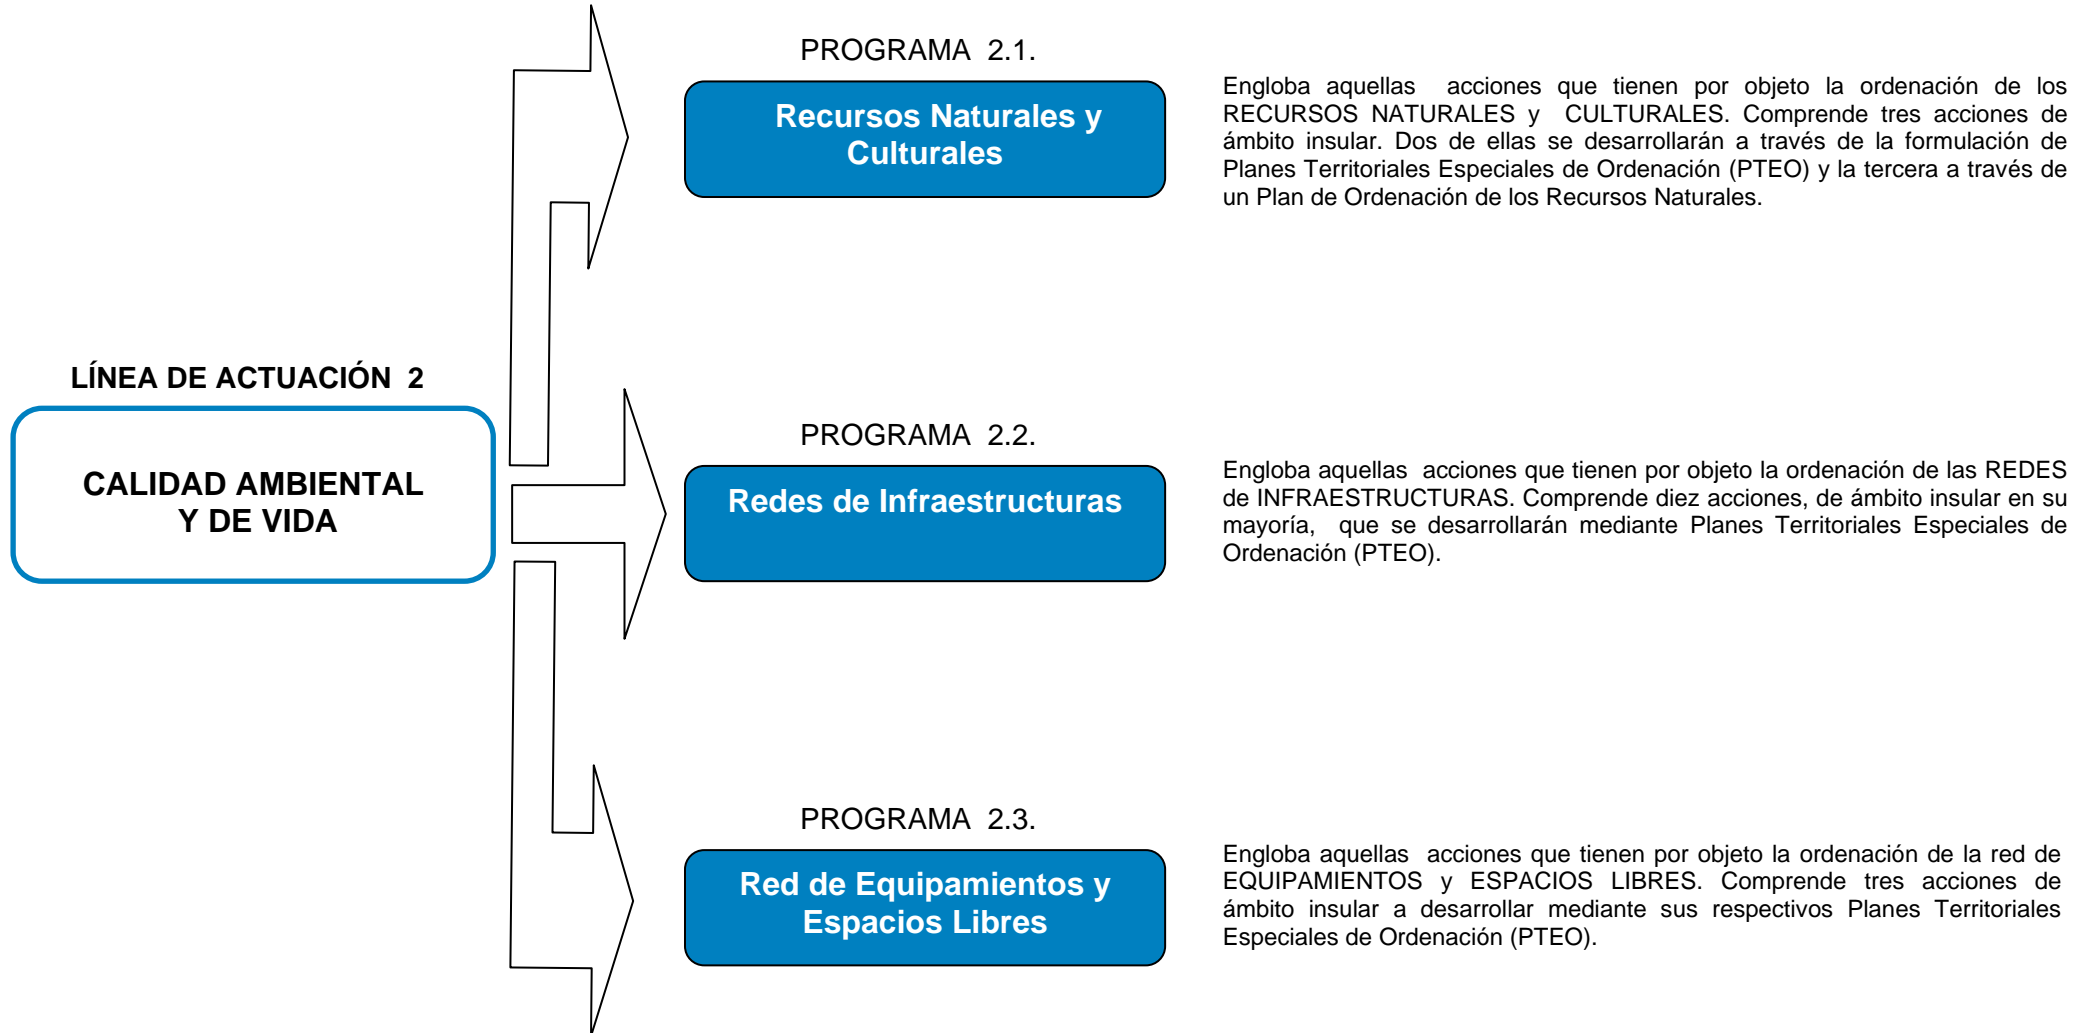 LÍNEA DE ACTUACIÓN 2
CALIDAD AMBIENTAL
Y DE VIDA
PROGRAMA 2.1.
Recursos Naturales y
Culturales
Engloba aquellas acciones que tienen por objeto la ordenación de los
RECURSOS NATURALES y CULTURALES. Comprende tres acciones de
ámbito insular. Dos de ellas se desarrollarán a través de la formulación de
Planes Territoriales Especiales de Ordenación (PTEO) y la tercera a través de
un Plan de Ordenación de los Recursos Naturales.
PROGRAMA 2.2.
Redes de Infraestructuras
Engloba aquellas acciones que tienen por objeto la ordenación de las REDES
de INFRAESTRUCTURAS. Comprende diez acciones, de ámbito insular en su
mayoría, que se desarrollarán mediante Planes Territoriales Especiales de
Ordenación (PTEO).
PROGRAMA 2.3.
Red de Equipamientos y
Espacios Libres
Engloba aquellas acciones que tienen por objeto la ordenación de la red de
EQUIPAMIENTOS y ESPACIOS LIBRES. Comprende tres acciones de
ámbito insular a desarrollar mediante sus respectivos Planes Territoriales
Especiales de Ordenación (PTEO).